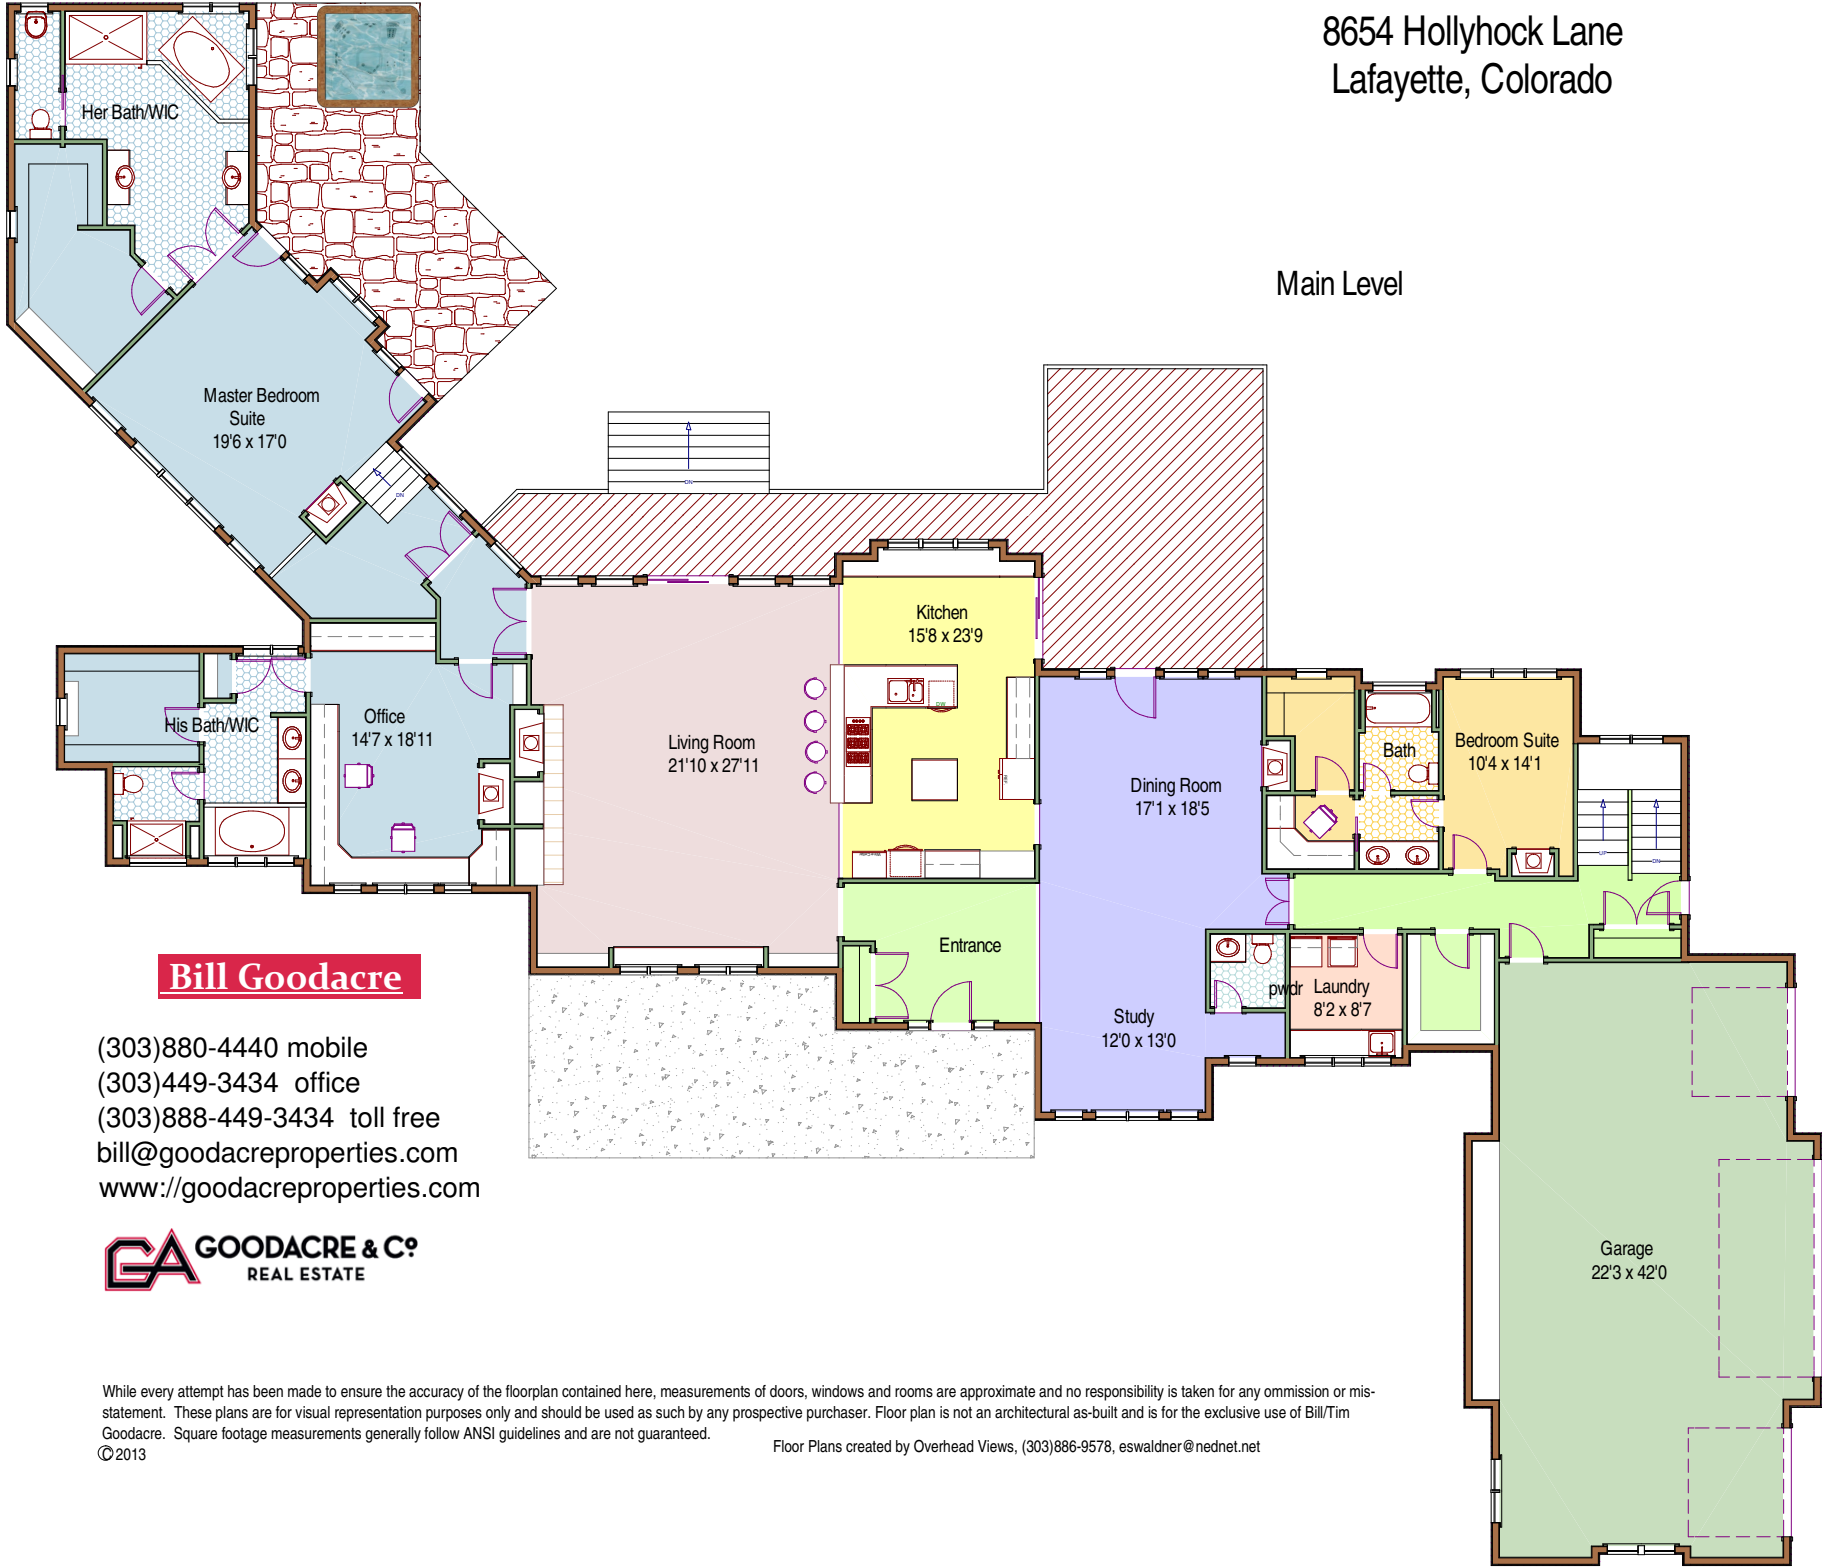 8654 Hollyhock Lane
Lafayette, Colorado
Main Level
Her Bath/WIC
Master Bedroom
Suite
19'6 x 17'0
DN
DN
Kitchen
15'8 x 23'9
DW
His Bath/WIC
Office
14'7 x 18'11
Living Room
21'10 x 27'11
Dining Room
17'1 x 18'5
Bath
Bedroom Suite
10'4 x 14'1
UP
DN
Entrance
Study
12'0 x 13'0
pwdr
Laundry
8'2 x 8'7
Garage
22'3 x 42'0
Bill Goodacre
(303)880-4440 mobile
(303)449-3434 office
(303)888-449-3434 toll free
bill@goodacreproperties.com
www://goodacreproperties.com
GA GOODACRE & Cº
REAL ESTATE
While every attempt has been made to ensure the accuracy of the floorplan contained here, measurements of doors, windows and rooms are approximate and no responsibility is taken for any ommission or mis-
statement. These plans are for visual representation purposes only and should be used as such by any prospective purchaser. Floor plan is not an architectural as-built and is for the exclusive use of Bill/Tim
Goodacre. Square footage measurements generally follow ANSI guidelines and are not guaranteed.
©2013
Floor Plans created by Overhead Views, (303)886-9578, eswaldner@nednet.net